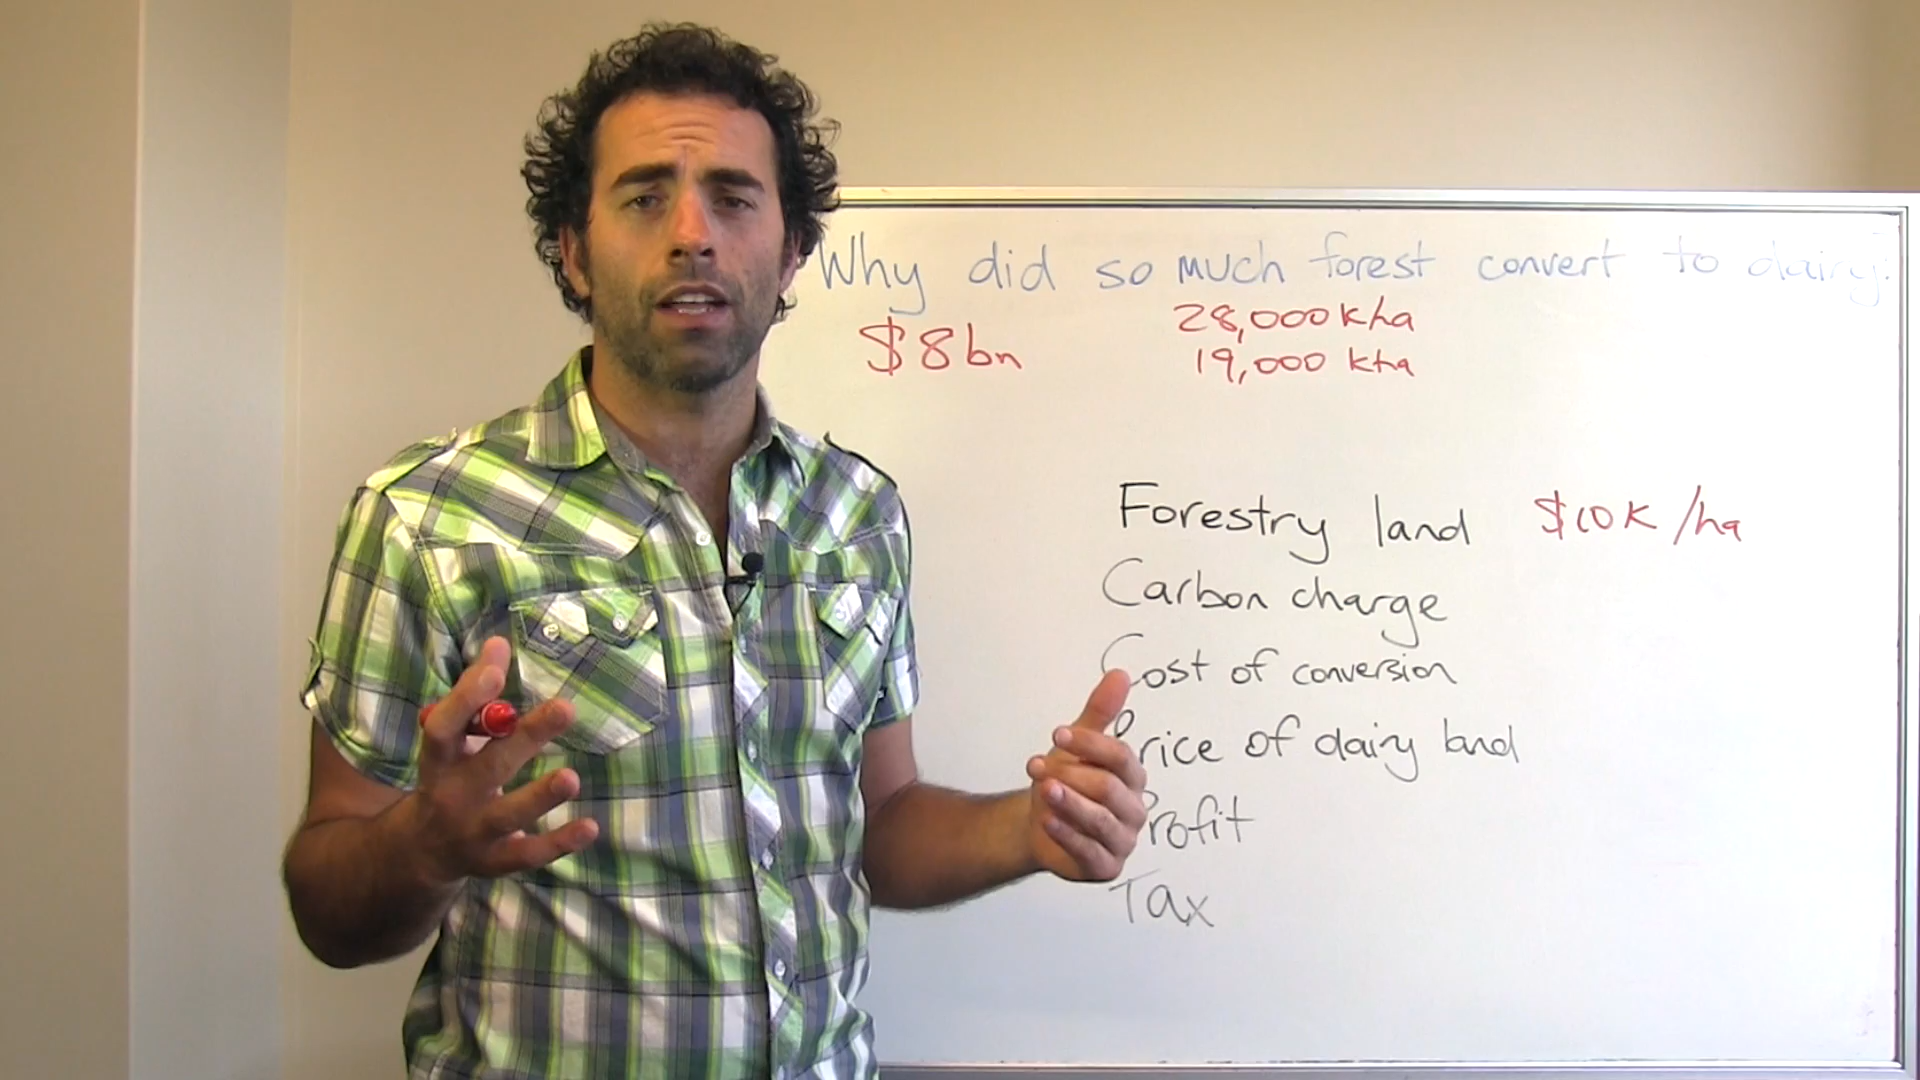 Why did so much forest convert to dairy:
$8bn
28,000 kha
19,000 kha
Forestry land $10K/ha
Carbon charge
Cost of conversion
Price of dairy land
Profit
Tax